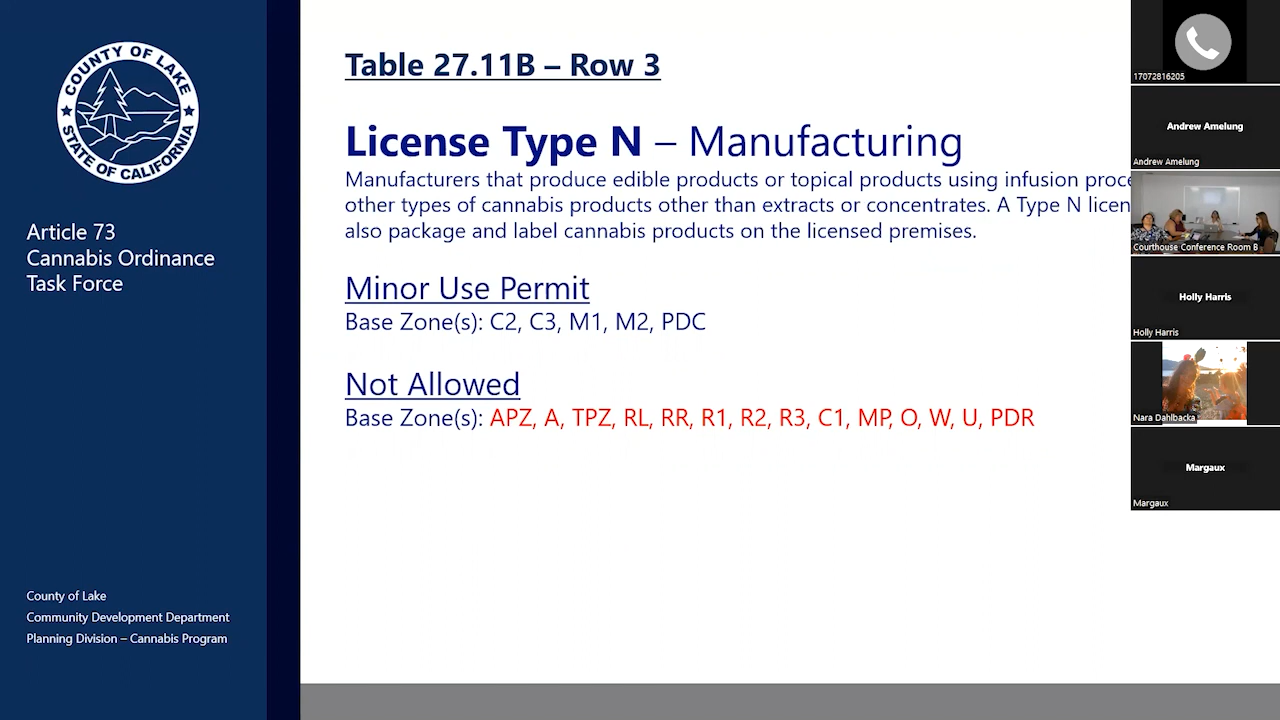 COUNTY OF LAKE
STATE OF CALIFORNIA
Article 73
Cannabis Ordinance
Task Force
County of Lake
Community Development Department
Planning Division – Cannabis Program
Table 27.11B – Row 3
License Type N – Manufacturing
Manufacturers that produce edible products or topical products using infusion
other types of cannabis products other than extracts or concentrates. A Type N
also package and label cannabis products on the licensed premises.
Minor Use Permit
Base Zone(s): C2, C3, M1, M2, PDC
Not Allowed
Base Zone(s): APZ, A, TPZ, RL, RR, R1, R2, R3, C1, MP, O, W, U, PDR
17072816205
Andrew Amelung
Andrew Amelung
Courthouse Conference Room B
Holly Harris
Holly Harris
Nara Dahlbacka
Margaux
Margaux